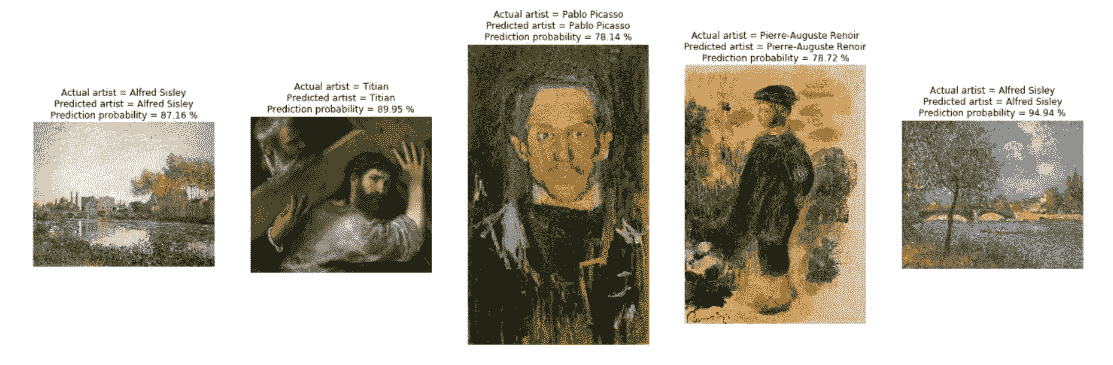 Actual artist = Alfred Sisley
Predicted artist = Alfred Sisley
Prediction probability = 87.16 %
Actual artist = Titian
Predicted artist = Titian
Prediction probability = 89.95 %
Actual artist = Pablo Picasso
Predicted artist = Pablo Picasso
Prediction probability = 78.14 %
Actual artist = Pierre-Auguste Renoir
Predicted artist = Pierre-Auguste Renoir
Prediction probability = 78.72 %
Actual artist = Alfred Sisley
Predicted artist = Alfred Sisley
Prediction probability = 94.94 %